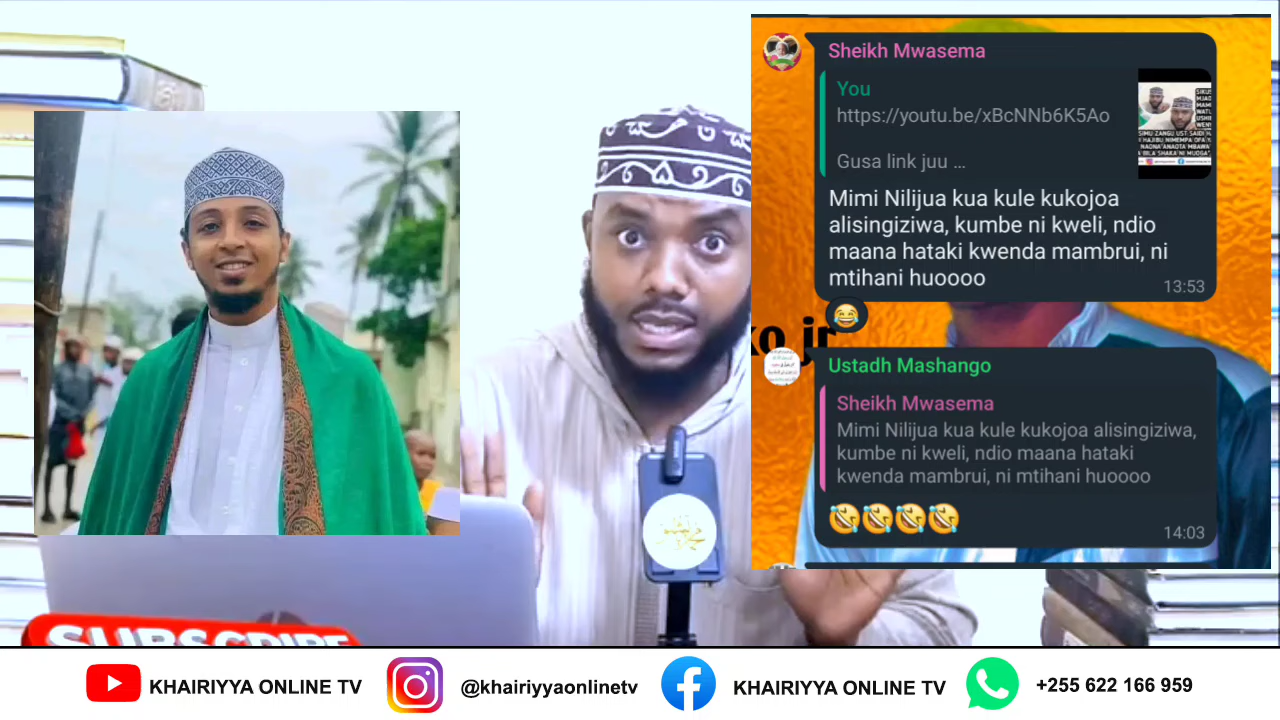 Sheikh Mwasema
You
https://youtu.be/xBcNNb6K5Ao
Gusa link juu ...
Mimi Nilijua kua kule kukojoa
alisingiziwa, kumbe ni kweli, ndio
maana hataki kwenda mambrui, ni
mtihani huoooo
13:53
ko jr
Ustadh Mashango
Sheikh Mwasema
Mimi Nilijua kua kule kukojoa alisingiziwa,
kumbe ni kweli, ndio maana hataki
kwenda mambrui, ni mtihani huoooo
14:03
SUBSCRIBE
KHAIRIYYA ONLINE TV
@khairiyyaonlinetv
KHAIRIYYA ONLINE TV
+255 622 166 959